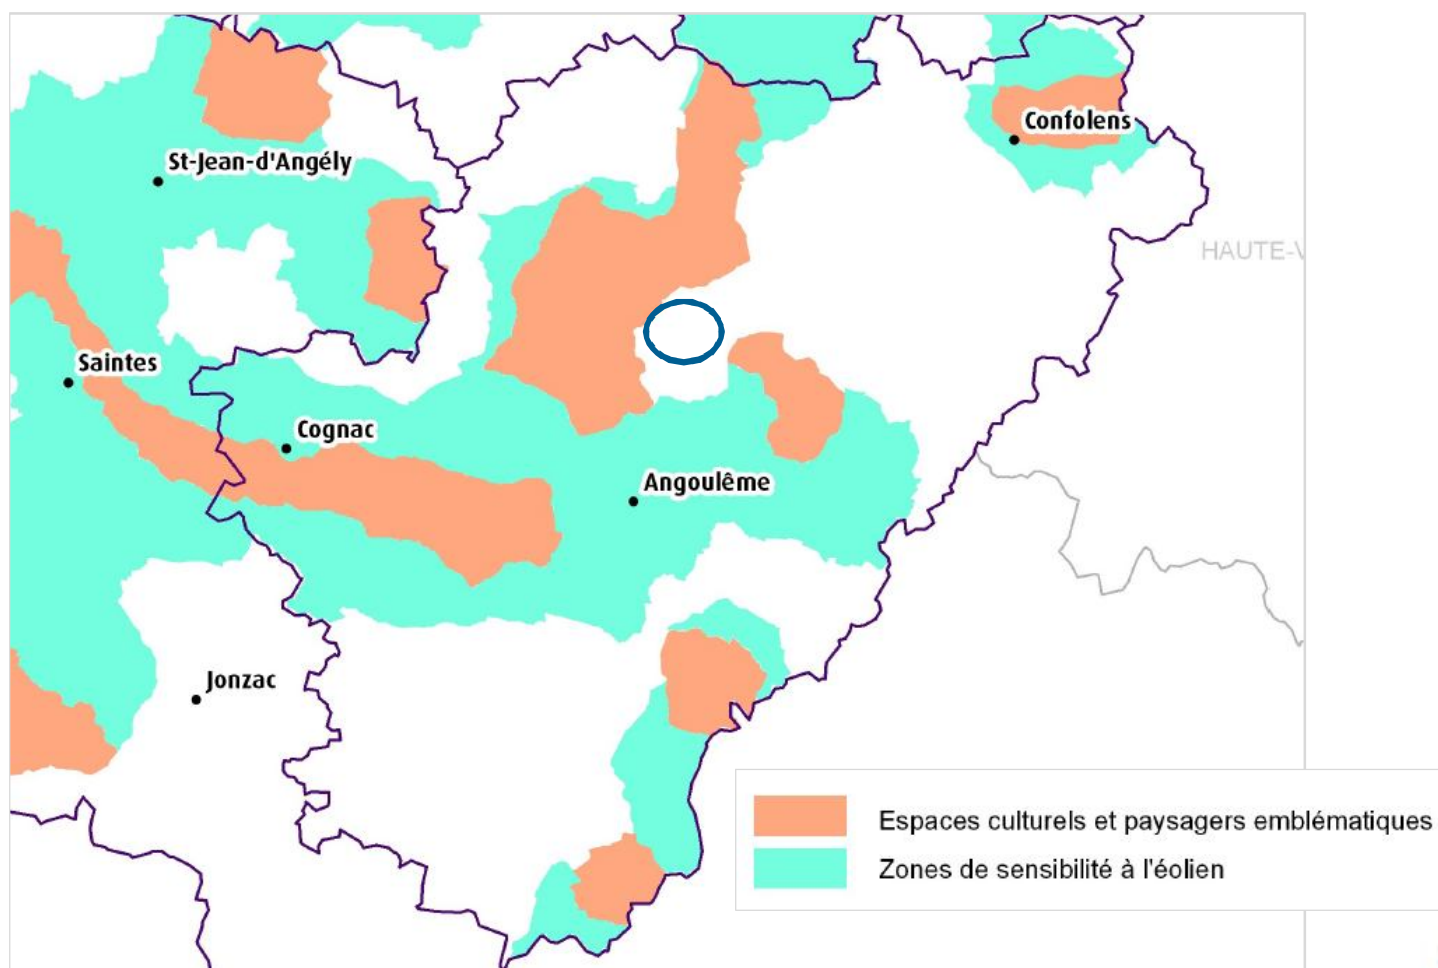 Confolens
St-Jean-d'Angély
HAUTE-V
Saintes
Cognac
Angoulême
Jonzac
Espaces culturels et paysagers emblématiques
Zones de sensibilité à l'éolien